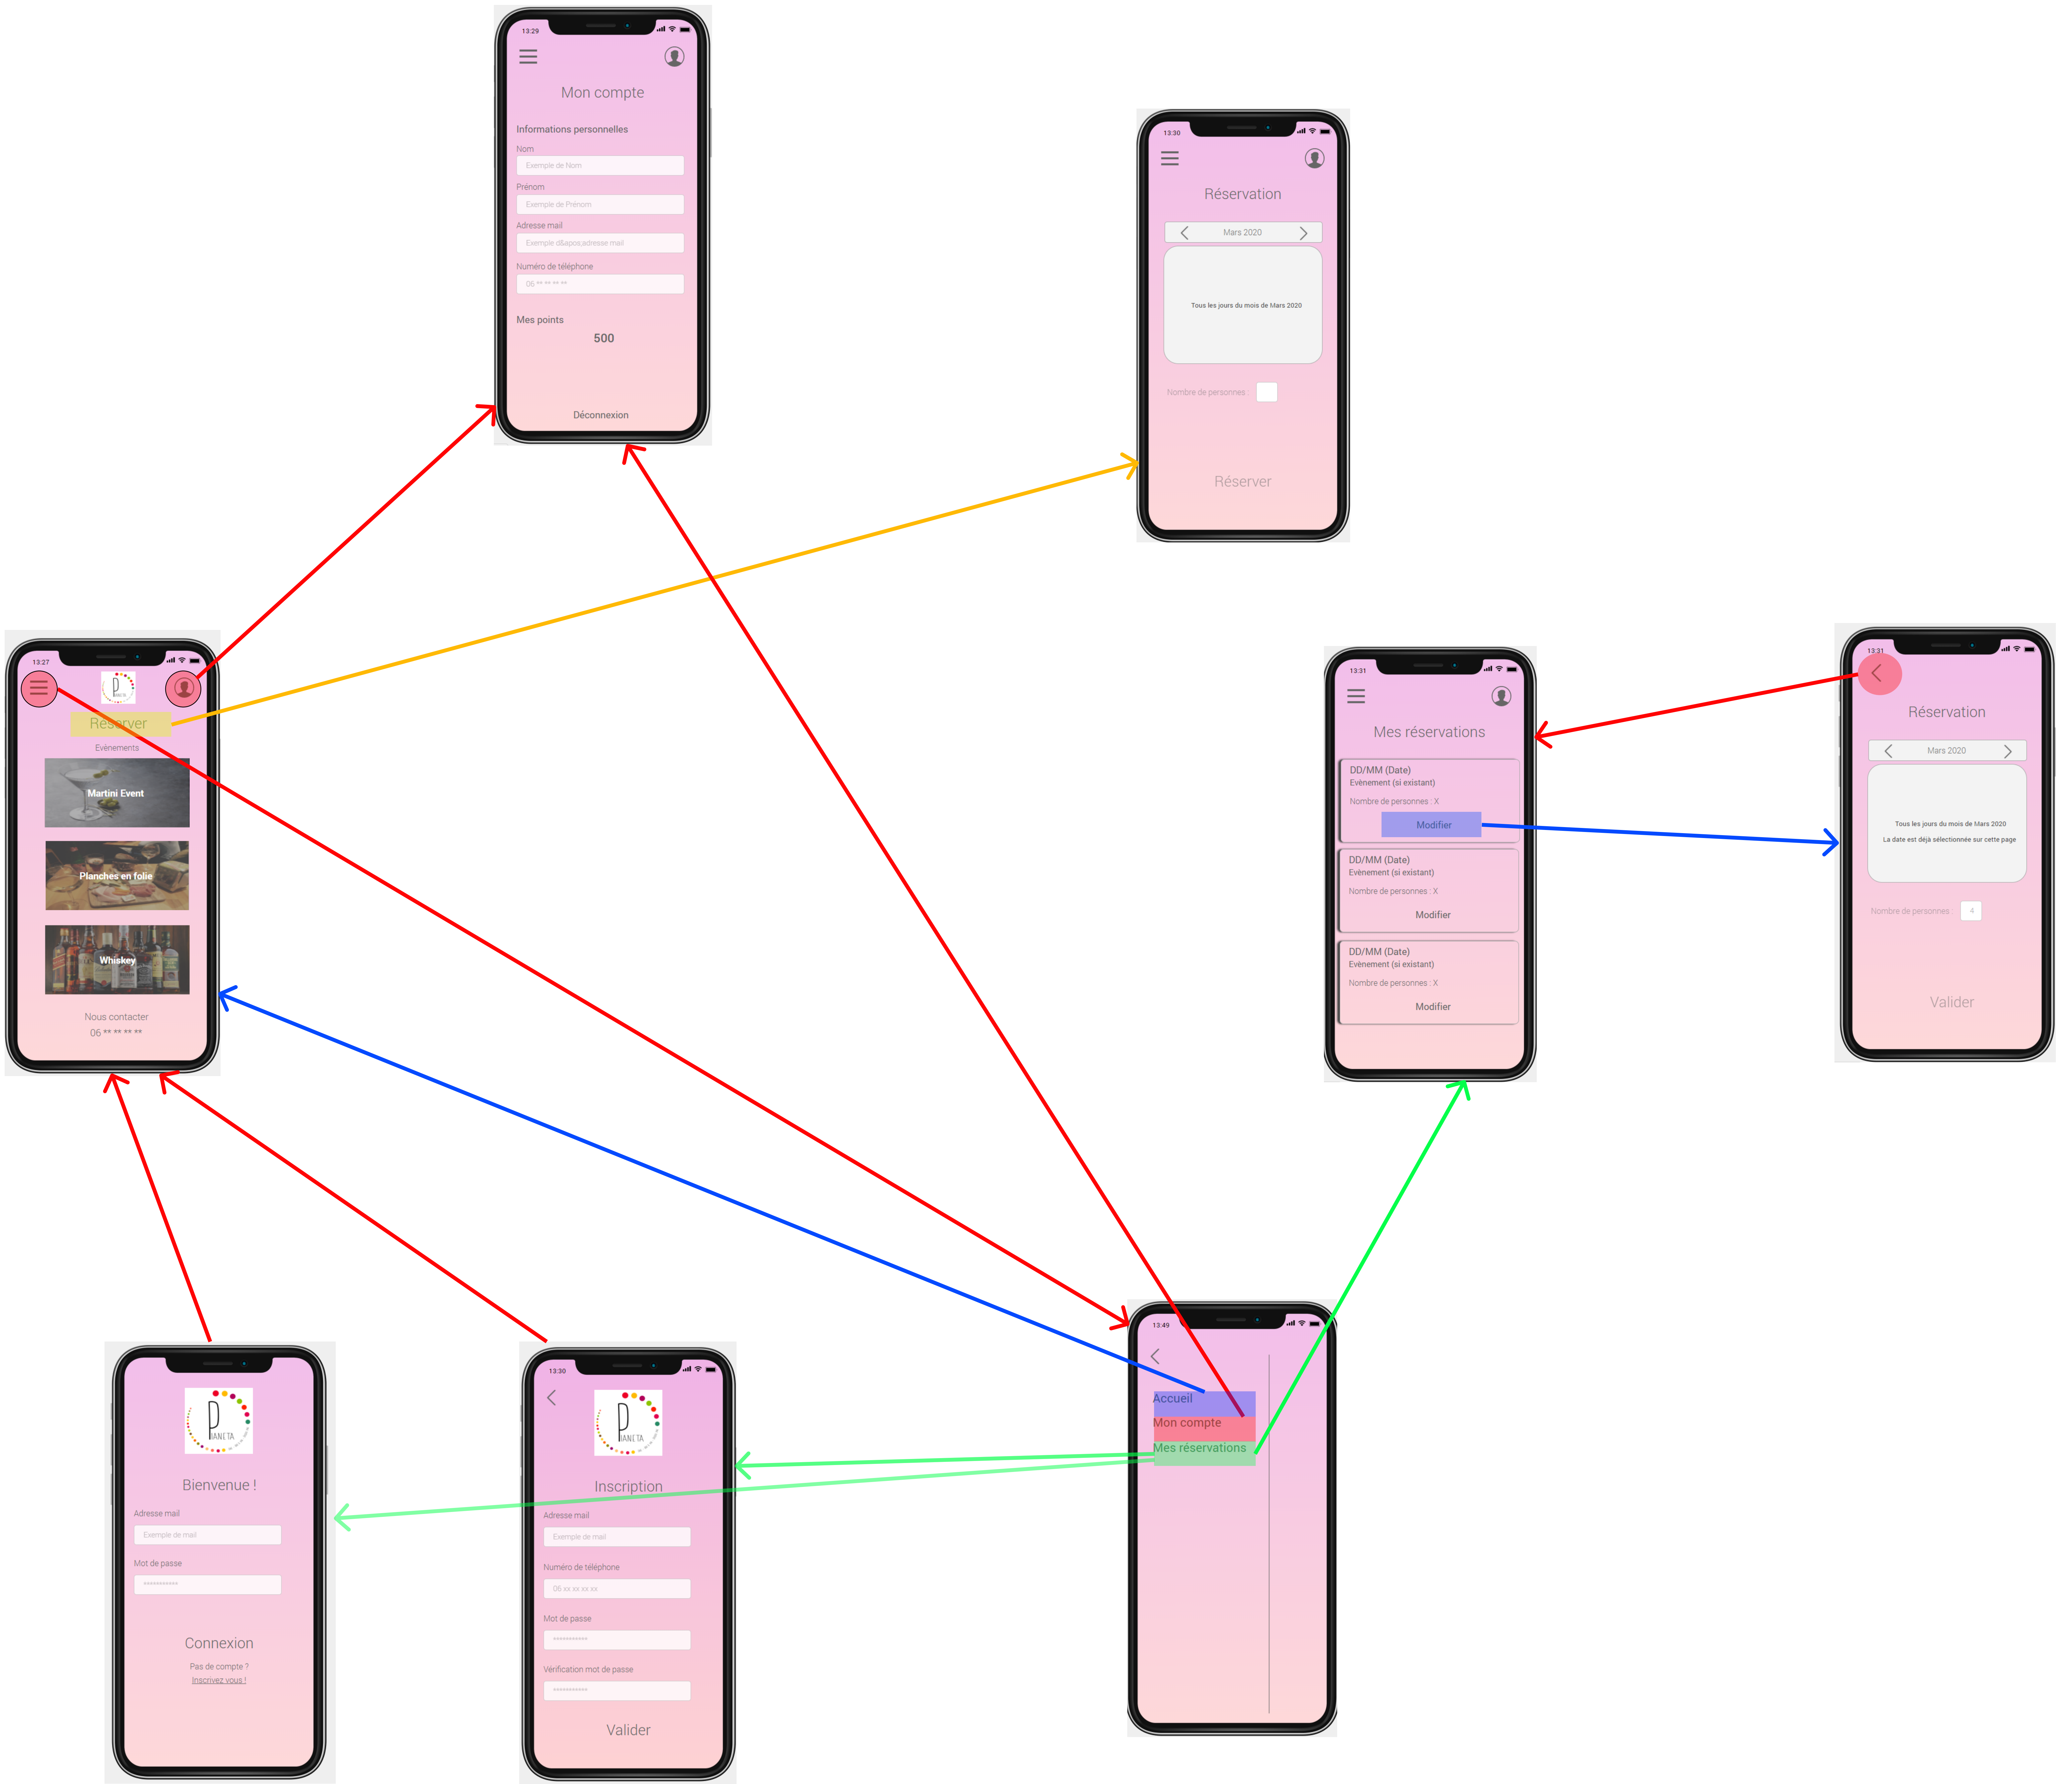 13:29
Mon compte
Informations personnelles
Nom
Exemple de Nom
Prénom
Exemple de Prénom
Adresse mail
Exemple d&apos;adresse mail
Numéro de téléphone
06 ** ** ** **
Mes points
500
Déconnexion
13:30
Réservation
Mars 2020
Tous les jours du mois de Mars 2020
Nombre de personnes :
Réserver
13:27
PIANETA
Réserver
Evènements
Martini Event
Planches en folie
Whiskey
Nous contacter
06 ** ** ** **
13:31
Mes réservations
DD/MM (Date)
Evènement (si existant)
Nombre de personnes : X
Modifier
DD/MM (Date)
Evènement (si existant)
Nombre de personnes : X
Modifier
DD/MM (Date)
Evènement (si existant)
Nombre de personnes : X
Modifier
13:31
Réservation
Mars 2020
Tous les jours du mois de Mars 2020
La date est déjà sélectionnée sur cette page
Nombre de personnes : 4
Valider
PIANETA
Bienvenue !
Adresse mail
Exemple de mail
Mot de passe
***********
Connexion
Pas de compte ?
Inscrivez vous !
13:30
PIANETA
Inscription
Adresse mail
Exemple de mail
Numéro de téléphone
06 xx xx xx xx
Mot de passe
***********
Vérification mot de passe
***********
Valider
13:49
Accueil
Mon compte
Mes réservations